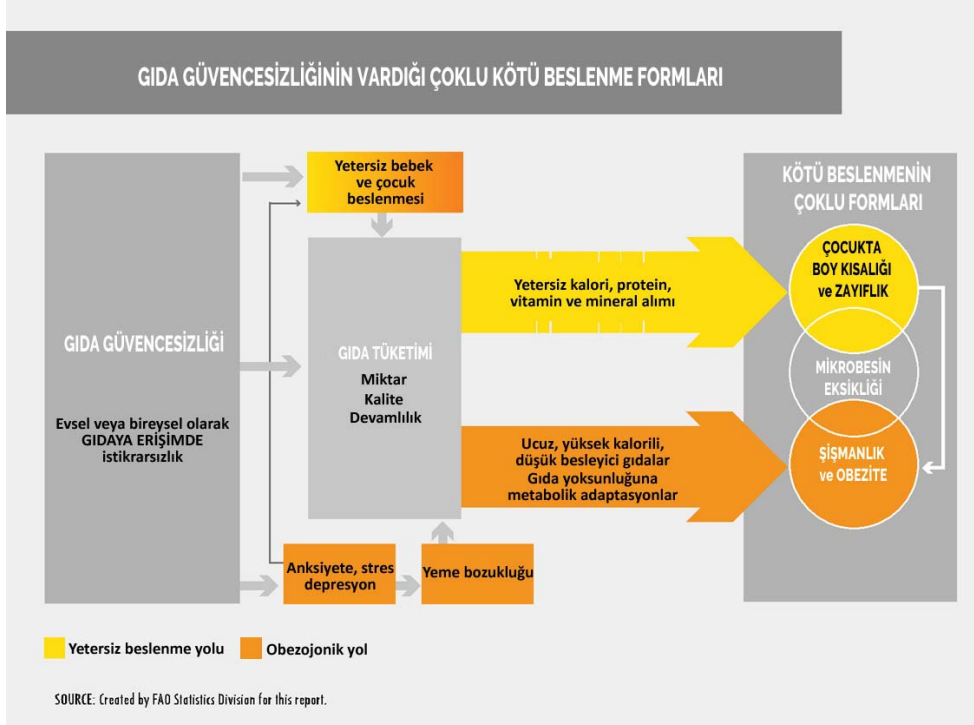 GIDA GÜVENCESİZLİĞİNİN VARDIĞI ÇOKLU KÖTÜ BESLENME FORMLARI
GIDA GÜVENCESİZLİĞİ
Evsel veya bireysel olarak
GIDAYA ERİŞİMDE
istikrarsızlık
Yetersiz bebek
ve çocuk
beslenmesi
GIDA TÜKETİMİ
Miktar
Kalite
Devamlılık
Anksiyete, stres
depresyon
Yeme bozukluğu
Yetersiz kalori, protein,
vitamin ve mineral alımı
Ucuz, yüksek kalorili,
düşük besleyici gıdalar
Gıda yoksunluğuna
metabolik adaptasyonlar
KÖTÜ BESLENMENİN
ÇOKLU FORMLARI
ÇOCUKTA
BOY KISALIĞI
ve ZAYIFLIK
MİKROBESİN
EKSİKLİĞİ
ŞİŞMANLIK
ve OBEZİTE
Yetersiz beslenme yolu
Obezojonik yol
SOURCE: Created by FAO Statistics Division for this report.